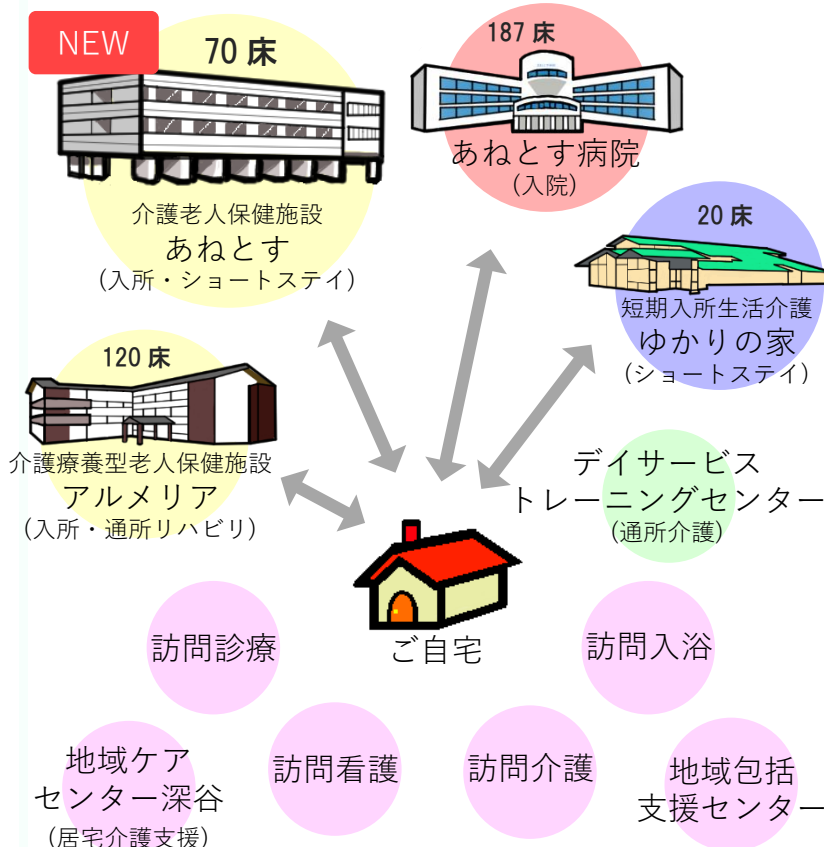 NEW
70 床
介護老人保健施設
あねとす
(入所・ショートステイ)
187 床
あねとす病院
(入院)
20 床
短期入所生活介護
ゆかりの家
(ショートステイ)
120 床
介護療養型老人保健施設
アルメリア
(入所・通所リハビリ)
デイサービス
トレーニングセンター
(通所介護)
ご自宅
訪問診療
訪問入浴
地域ケア
センター深谷
(居宅介護支援)
訪問看護
訪問介護
地域包括
支援センター